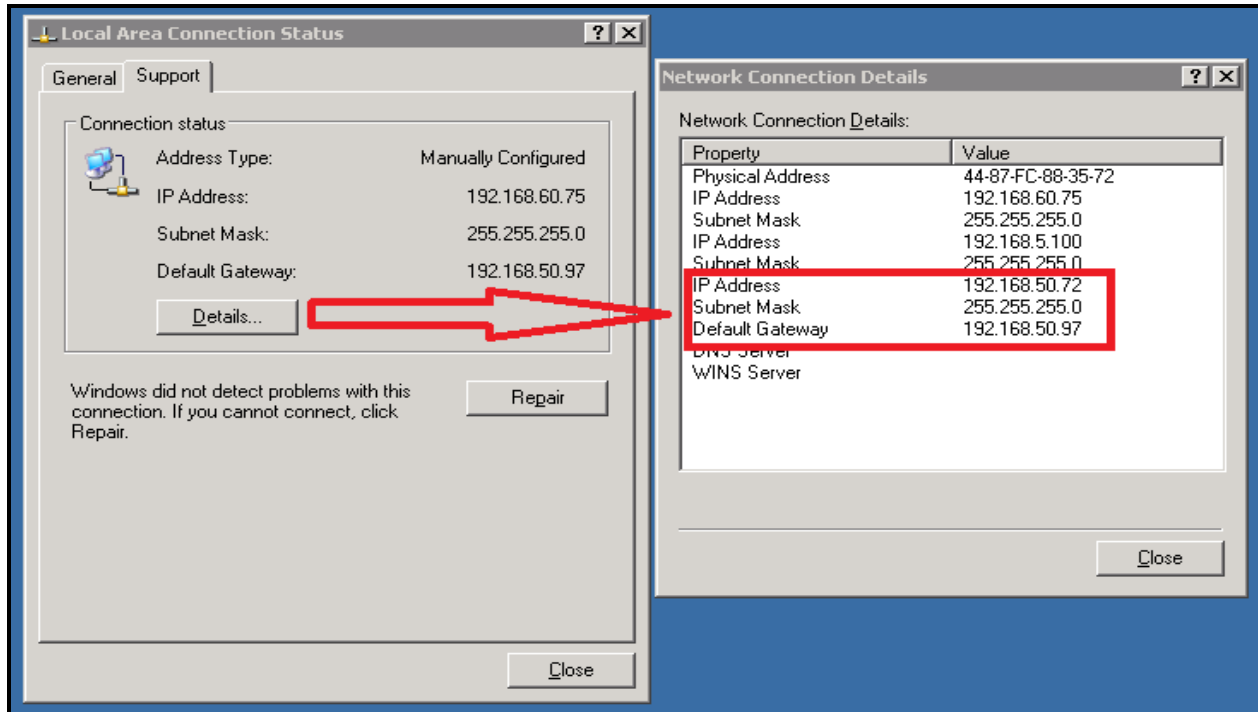 Local Area Connection Status
General Support
Connection status
Address Type: Manually Configured
IP Address: 192.168.60.75
Subnet Mask: 255.255.255.0
Default Gateway: 192.168.50.97
Details...
Windows did not detect problems with this
connection. If you cannot connect, click
Repair.
Repair
Close
Network Connection Details
Network Connection Details:
Property Value
Physical Address 44-87-FC-88-35-72
IP Address 192.168.60.75
Subnet Mask 255.255.255.0
IP Address 192.168.5.100
Subnet Mask 255.255.255.0
IP Address 192.168.50.72
Subnet Mask 255.255.255.0
Default Gateway 192.168.50.97
DNS Server
WINS Server
Close